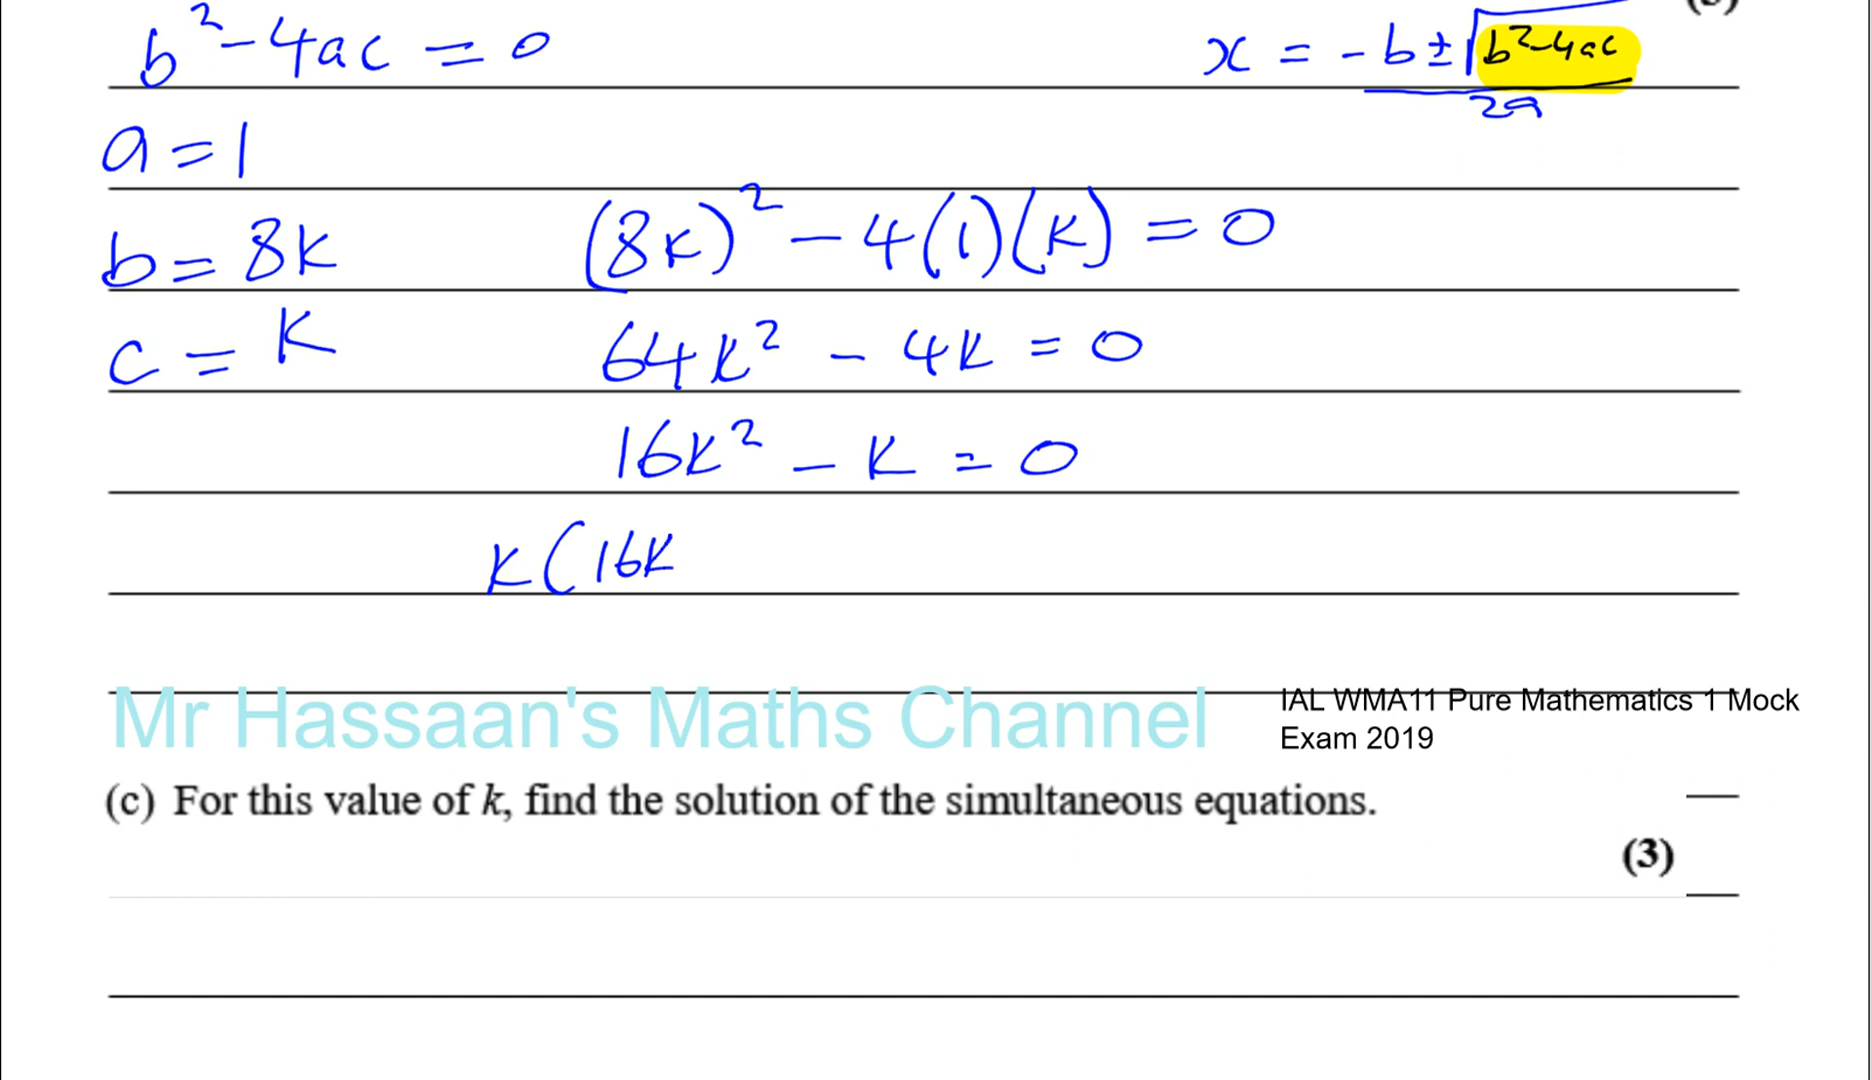 b² - 4ac = 0
x = -b ± √b²-4ac
2a
a = 1
b = 8k (8k)² - 4(1)(k) = 0
c = k 64k² - 4k = 0
16k² - k = 0
k(16k
Mr Hassaan's Maths Channel
IAL WMA11 Pure Mathematics 1 Mock
Exam 2019
(c) For this value of k, find the solution of the simultaneous equations.
(3)